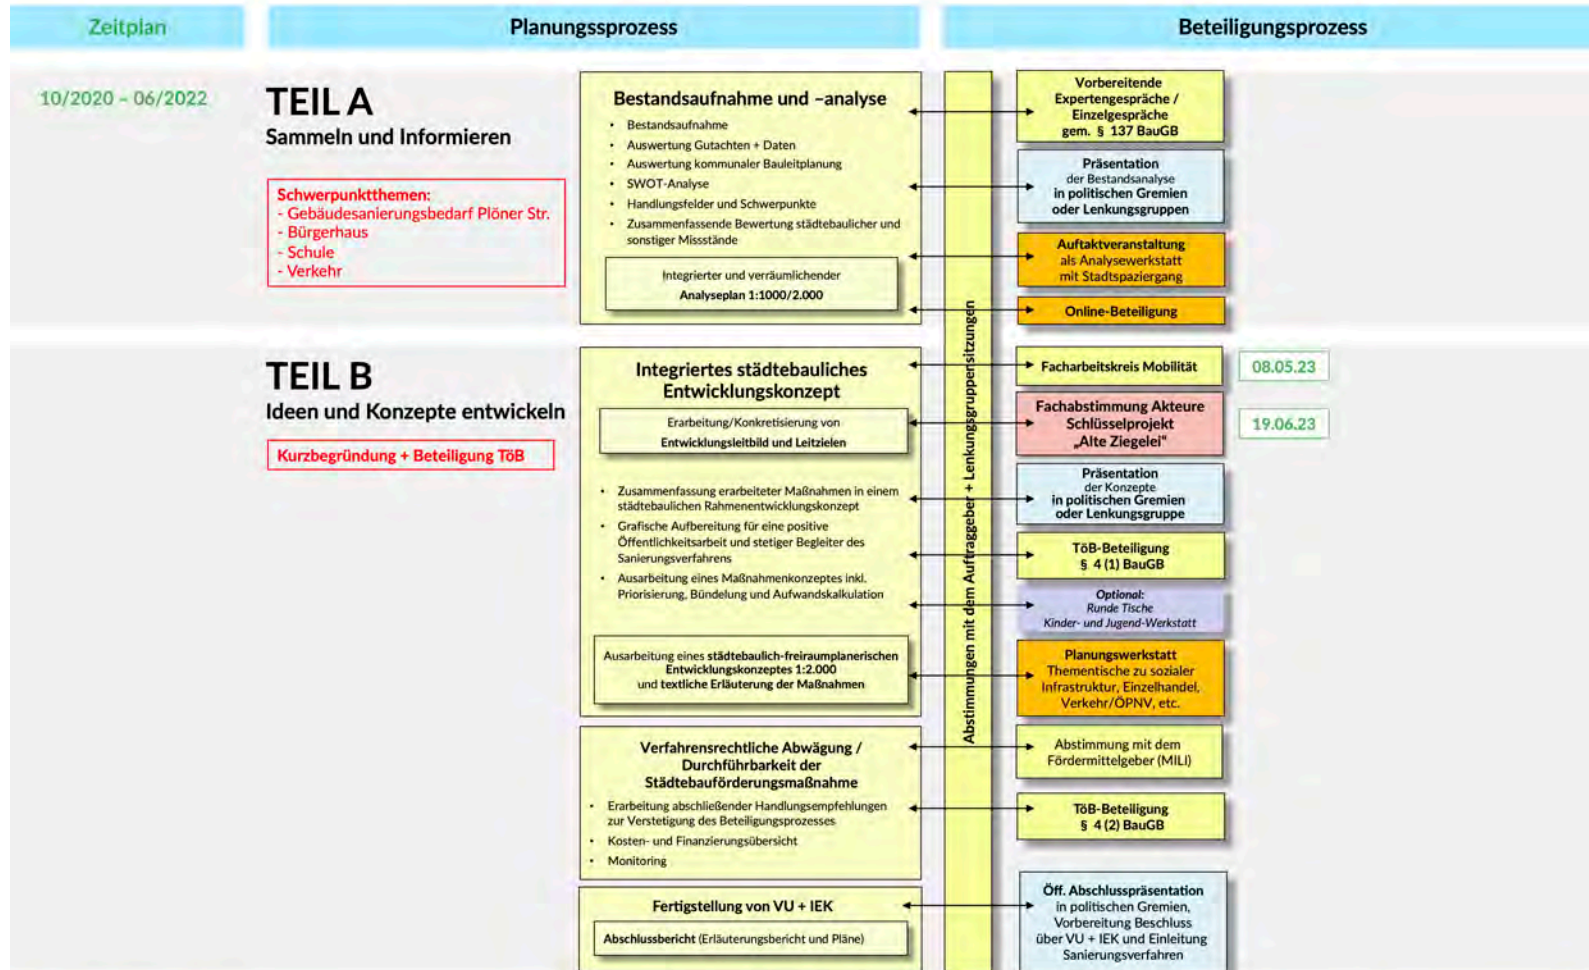 Zeitplan
Planungssprozess
Beteiligungsprozess
10/2020 – 06/2022
TEIL A
Sammeln und Informieren
Schwerpunktthemen:
- Gebäudesanierungsbedarf Plöner Str.
- Bürgerhaus
- Schule
- Verkehr
Bestandsaufnahme und –analyse
• Bestandsaufnahme
• Auswertung Gutachten + Daten
• Auswertung kommunaler Bauleitplanung
• SWOT-Analyse
• Handlungsfelder und Schwerpunkte
• Zusammenfassende Bewertung städtebaulicher und
sonstiger Missstände
Integrierter und verräumlichender
Analyseplan 1:1000/2.000
Abstimmungen mit dem Auftraggeber + Lenkungsgruppensitzungen
Vorbereitende
Expertengespräche /
Einzelgespräche
gem. § 137 BauGB
Präsentation
der Bestandsanalyse
in politischen Gremien
oder Lenkungsgruppen
Auftaktveranstaltung
als Analysewerkstatt
mit Stadtspaziergang
Online-Beteiligung
TEIL B
Ideen und Konzepte entwickeln
Kurzbegründung + Beteiligung TöB
Integriertes städtebauliches
Entwicklungskonzept
Erarbeitung/Konkretisierung von
Entwicklungsleitbild und Leitzielen
• Zusammenfassung erarbeiteter Maßnahmen in einem
städtebaulichen Rahmenentwicklungskonzept
• Grafische Aufbereitung für eine positive
Öffentlichkeitsarbeit und stetiger Begleiter des
Sanierungsverfahrens
• Ausarbeitung eines Maßnahmenkonzeptes inkl.
Priorisierung, Bündelung und Aufwandskalkulation
Ausarbeitung eines städtebaulich-freiraumplanerischen
Entwicklungskonzeptes 1:2.000
und textliche Erläuterung der Maßnahmen
Facharbeitskreis Mobilität
08.05.23
Fachabstimmung Akteure
Schlüsselprojekt
„Alte Ziegelei"
19.06.23
Präsentation
der Konzepte
in politischen Gremien
oder Lenkungsgruppe
TöB-Beteiligung
§ 4 (1) BauGB
Optional:
Runde Tische
Kinder- und Jugend-Werkstatt
Planungswerkstatt
Thementische zu sozialer
Infrastruktur, Einzelhandel,
Verkehr/ÖPNV, etc.
Verfahrensrechtliche Abwägung /
Durchführbarkeit der
Städtebauförderungsmaßnahme
• Erarbeitung abschließender Handlungsempfehlungen
zur Verstetigung des Beteiligungsprozesses
• Kosten- und Finanzierungsübersicht
• Monitoring
Abstimmung mit dem
Fördermittelgeber (MILI)
TöB-Beteiligung
§ 4 (2) BauGB
Fertigstellung von VU + IEK
Abschlussbericht (Erläuterungsbericht und Pläne)
Öff. Abschlusspräsentation
in politischen Gremien,
Vorbereitung Beschluss
über VU + IEK und Einleitung
Sanierungsverfahren